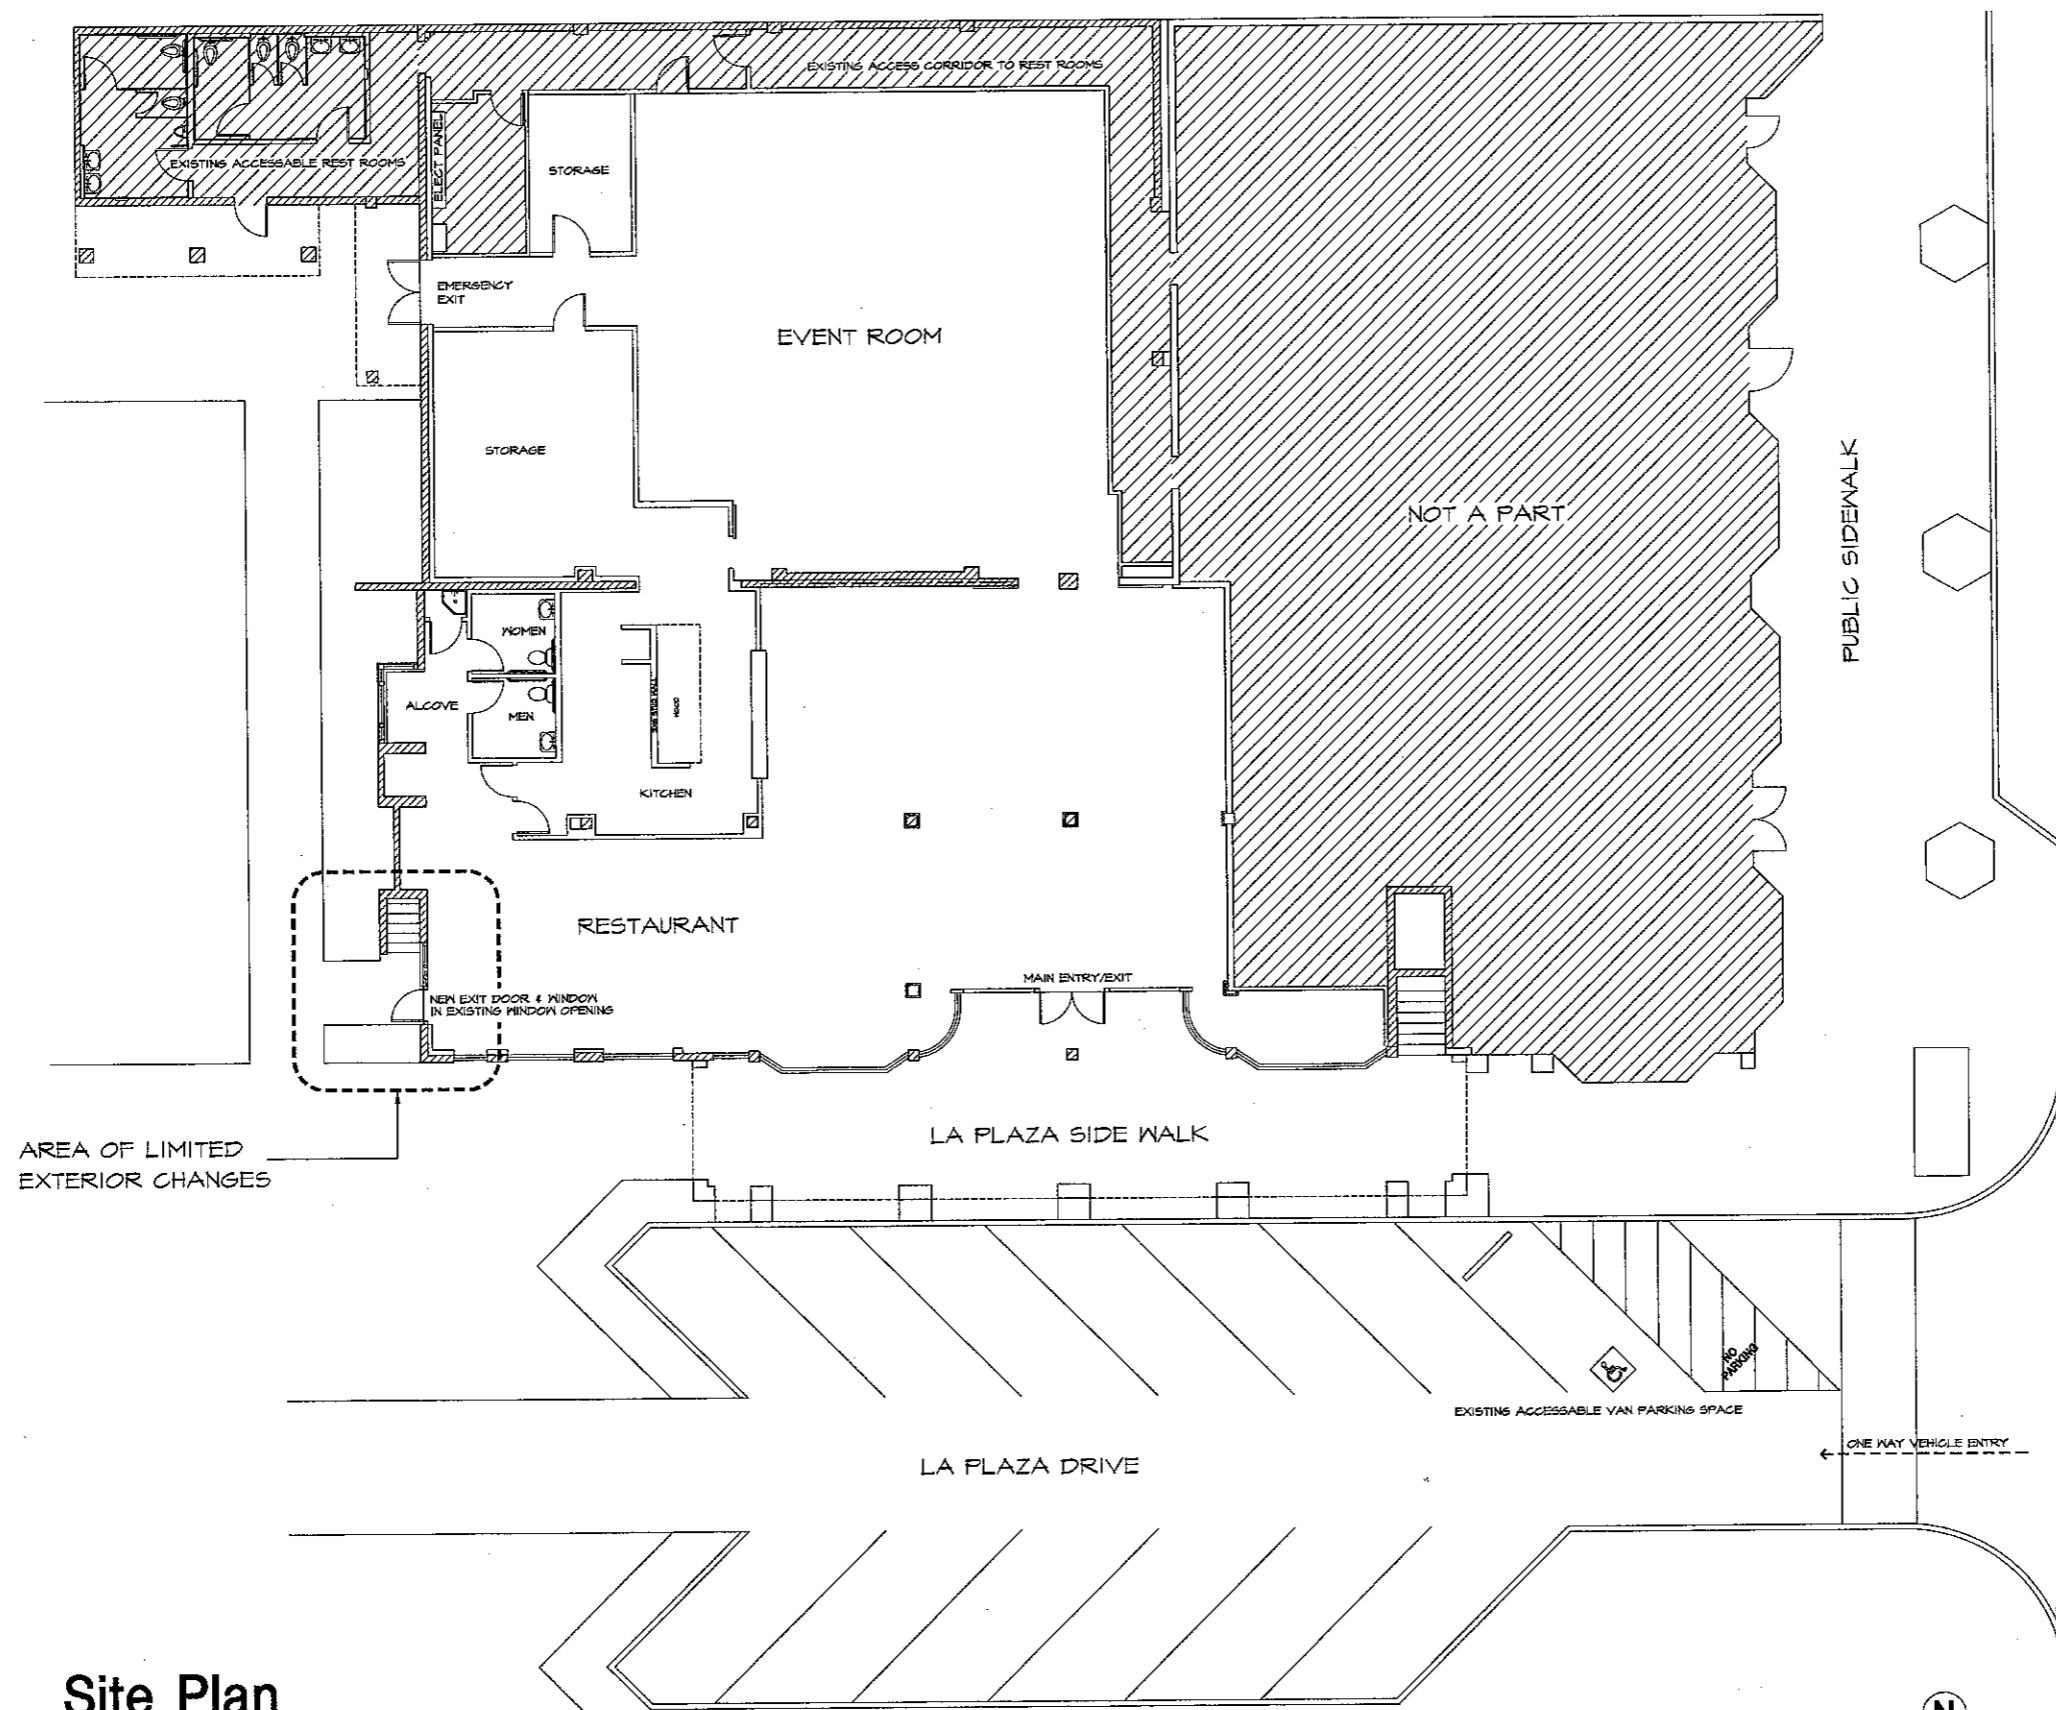 EXISTING ACCESS CORRIDOR TO REST ROOMS
EXISTING ACCESSABLE REST ROOMS
ELECT PANEL
STORAGE
EMERGENCY
EXIT
EVENT ROOM
STORAGE
NOT A PART
PUBLIC SIDEWALK
WOMEN
ALCOVE
MEN
HOOD
KITCHEN
RESTAURANT
MAIN ENTRY/EXIT
NEW EXIT DOOR & WINDOW
IN EXISTING WINDOW OPENING
AREA OF LIMITED
EXTERIOR CHANGES
LA PLAZA SIDE WALK
NO
PARKING
EXISTING ACCESSABLE VAN PARKING SPACE
ONE WAY VEHICLE ENTRY
LA PLAZA DRIVE
Site Plan
N